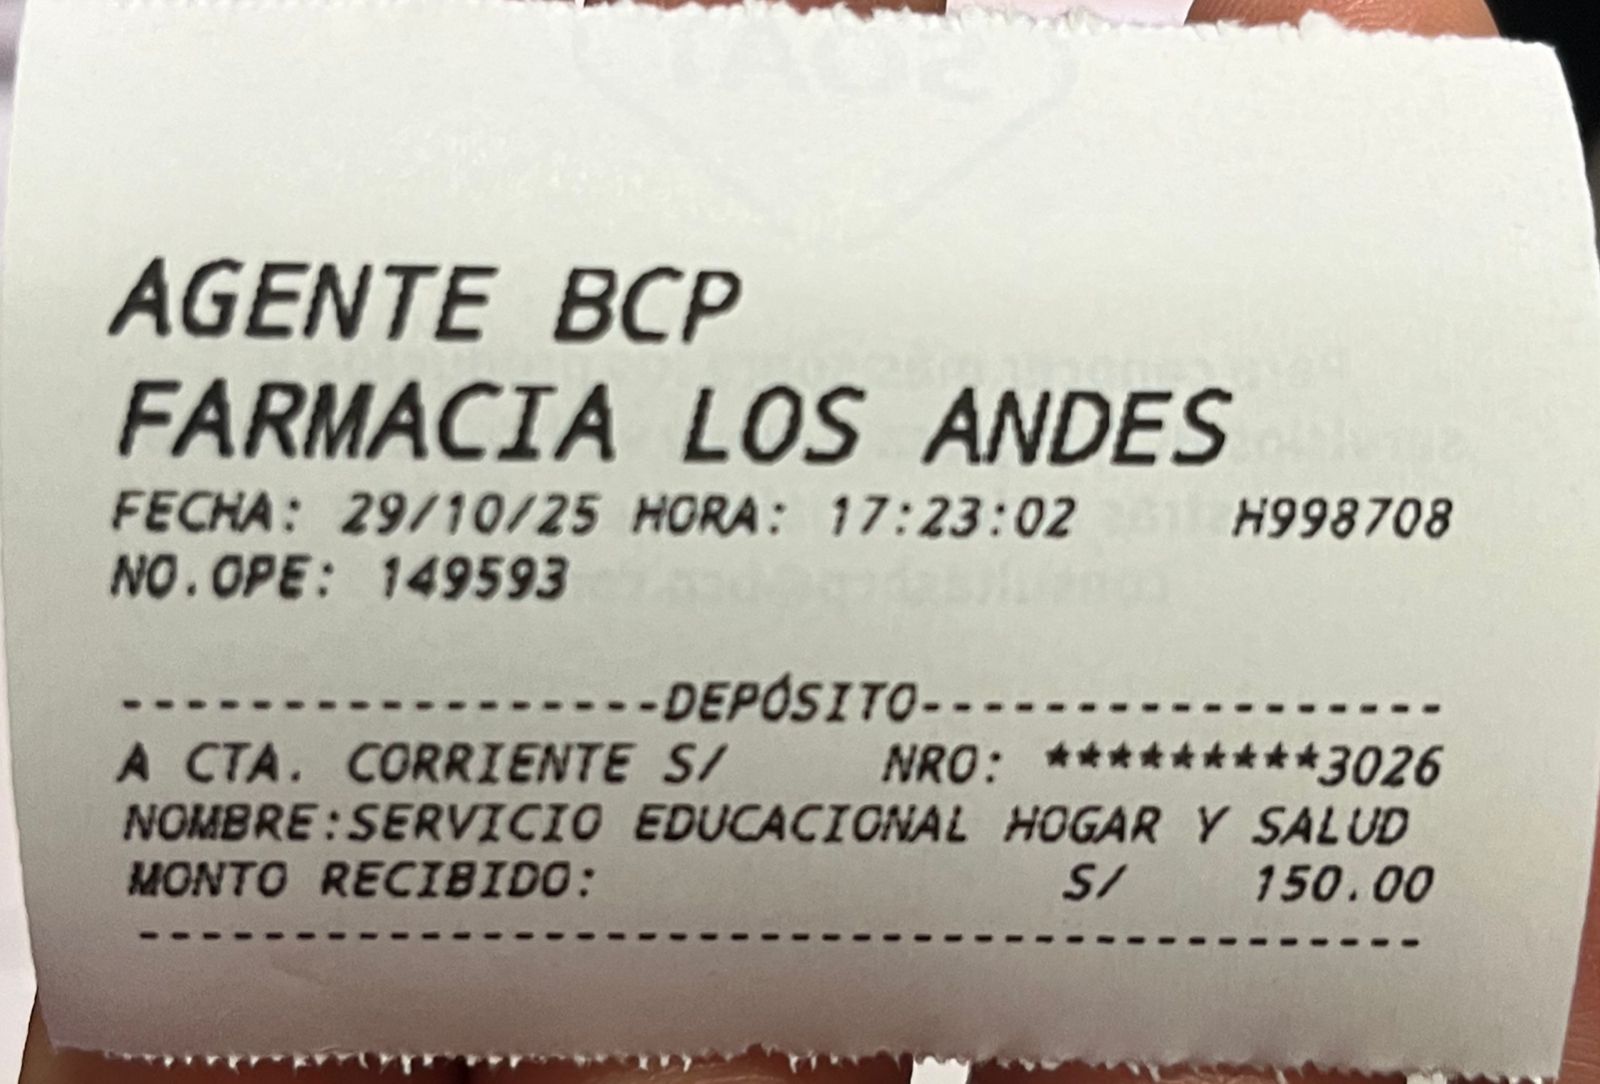 AGENTE BCP
FARMACIA LOS ANDES
FECHA: 29/10/25 HORA: 17:23:02 H998708
NO.OPE: 149593
-----------------DEPÓSITO-----------------
A CTA. CORRIENTE S/ NRO: *********3026
NOMBRE:SERVICIO EDUCACIONAL HOGAR Y SALUD
MONTO RECIBIDO: S/ 150.00
------------------------------------------